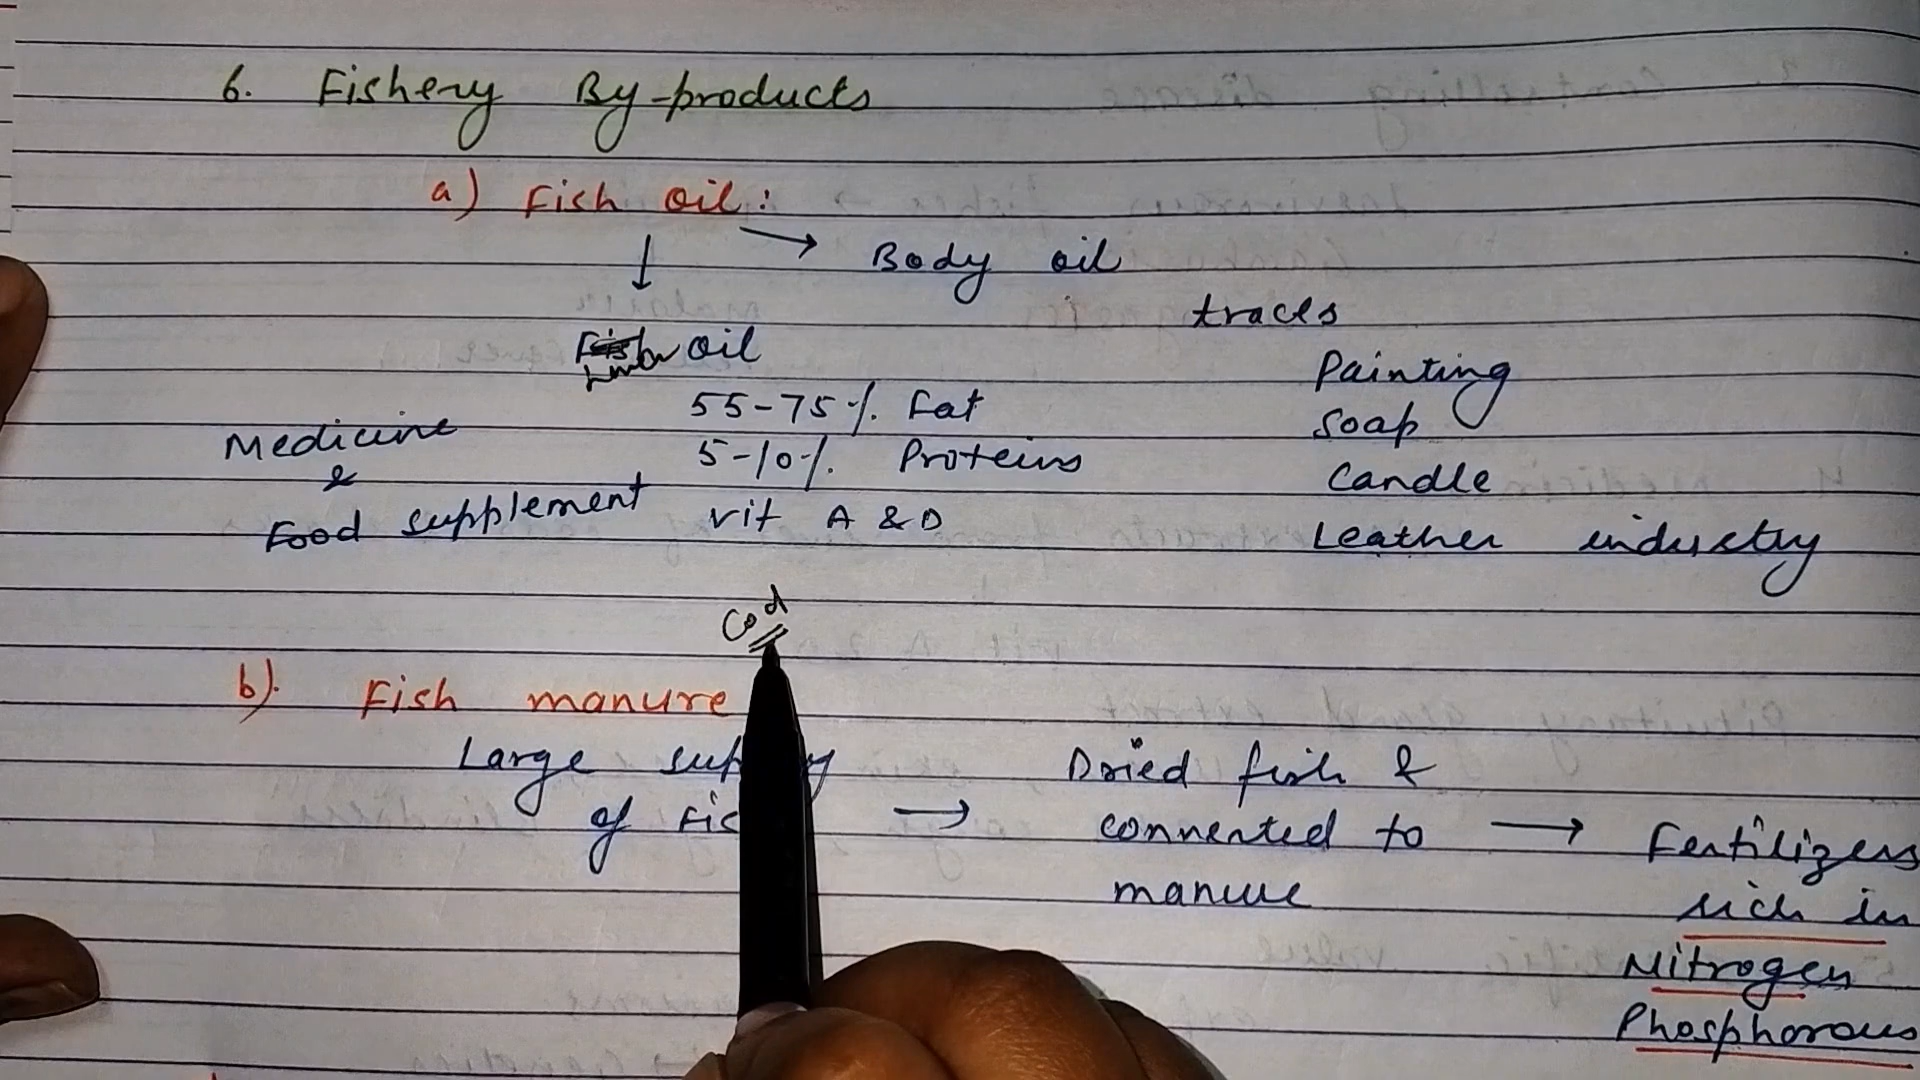 6. Fishery By-products
a) Fish oil:
Body oil
traces
oil
Painting
55-75% Fat
Soap
Medicine
&
Food supplement
5-10% Proteins
Candle
vit A & D
Leather industry
Cod
b). Fish manure
Large
of
Dried fish &
connented to
manure
Fertilizers
rich in
Nitrogen
Phosphorous